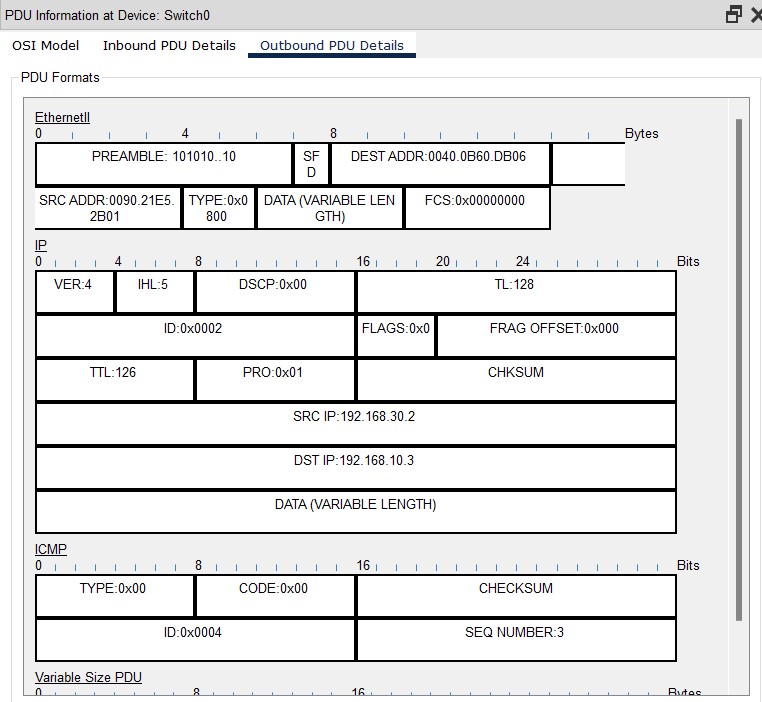 PDU Information at Device: Switch0
OSI Model Inbound PDU Details Outbound PDU Details
PDU Formats
EthernetII
0 4 8 Bytes
PREAMBLE: 101010..10 SF DEST ADDR:0040.0B60.DB06
D
SRC ADDR:0090.21E5. TYPE:0x0 DATA (VARIABLE LEN FCS:0x00000000
2B01 800 GTH)
IP
0 4 8 16 20 24 Bits
VER:4 IHL:5 DSCP:0x00 TL:128
ID:0x0002 FLAGS:0x0 FRAG OFFSET:0x000
TTL:126 PRO:0x01 CHKSUM
SRC IP:192.168.30.2
DST IP:192.168.10.3
DATA (VARIABLE LENGTH)
ICMP
0 8 16 Bits
TYPE:0x00 CODE:0x00 CHECKSUM
ID:0x0004 SEQ NUMBER:3
Variable Size PDU
0 8 16 Bytes